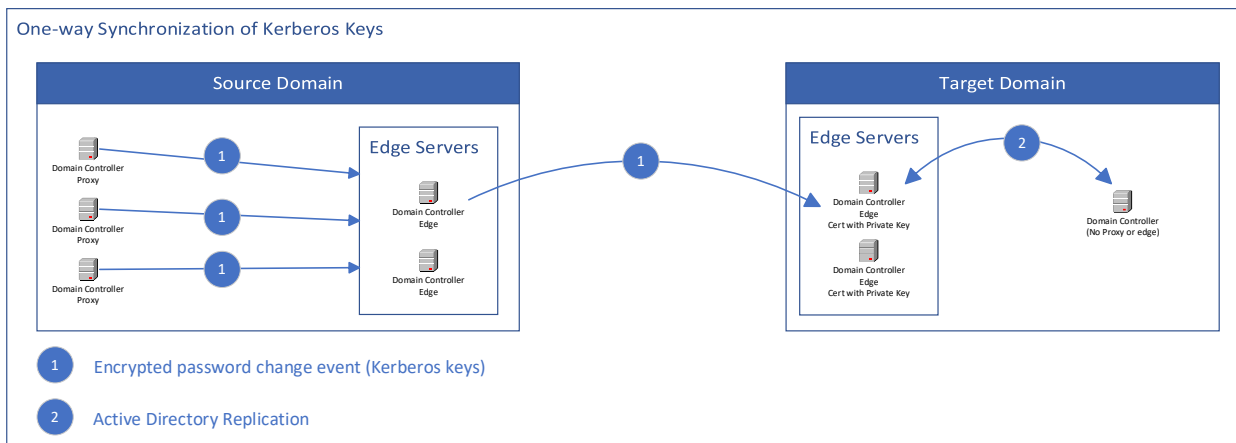 One-way Synchronization of Kerberos Keys
Source Domain
Domain Controller
Proxy
1
Domain Controller
Proxy
1
Domain Controller
Proxy
1
Edge Servers
Domain Controller
Edge
Domain Controller
Edge
1
Target Domain
Edge Servers
Domain Controller
Edge
Cert with Private Key
Domain Controller
Edge
Cert with Private Key
2
Domain Controller
(No Proxy or edge)
1 Encrypted password change event (Kerberos keys)
2 Active Directory Replication